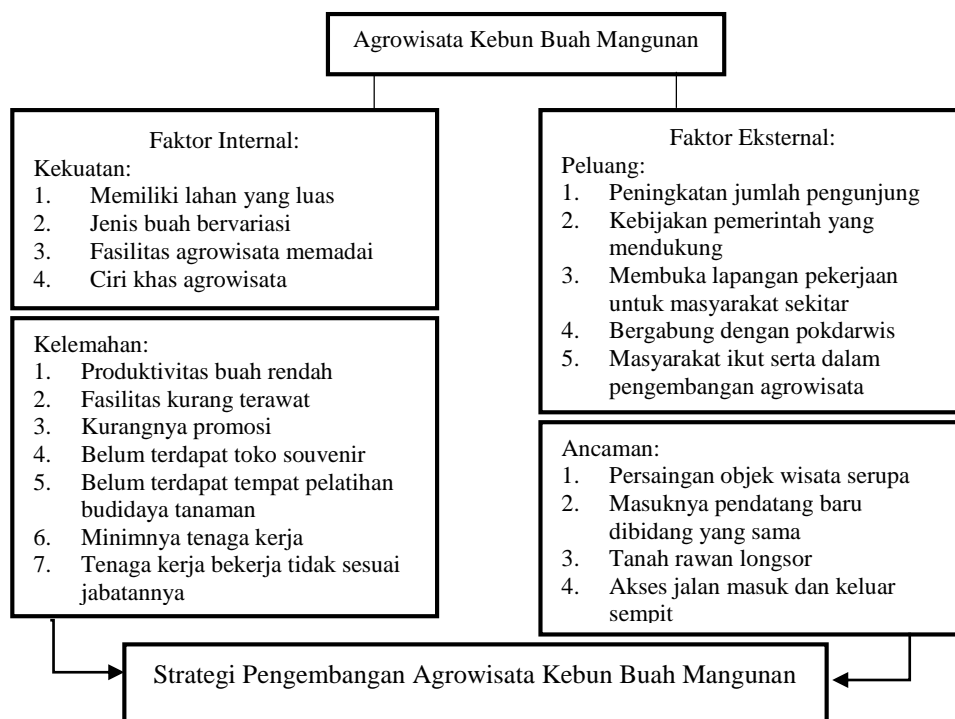 Agrowisata Kebun Buah Mangunan
Faktor Internal:
Kekuatan:
1. Memiliki lahan yang luas
2. Jenis buah bervariasi
3. Fasilitas agrowisata memadai
4. Ciri khas agrowisata
Kelemahan:
1. Produktivitas buah rendah
2. Fasilitas kurang terawat
3. Kurangnya promosi
4. Belum terdapat toko souvenir
5. Belum terdapat tempat pelatihan
budidaya tanaman
6. Minimnya tenaga kerja
7. Tenaga kerja bekerja tidak sesuai
jabatannya
Faktor Eksternal:
Peluang:
1. Peningkatan jumlah pengunjung
2. Kebijakan pemerintah yang
mendukung
3. Membuka lapangan pekerjaan
untuk masyarakat sekitar
4. Bergabung dengan pokdarwis
5. Masyarakat ikut serta dalam
pengembangan agrowisata
Ancaman:
1. Persaingan objek wisata serupa
2. Masuknya pendatang baru
dibidang yang sama
3. Tanah rawan longsor
4. Akses jalan masuk dan keluar
sempit
Strategi Pengembangan Agrowisata Kebun Buah Mangunan